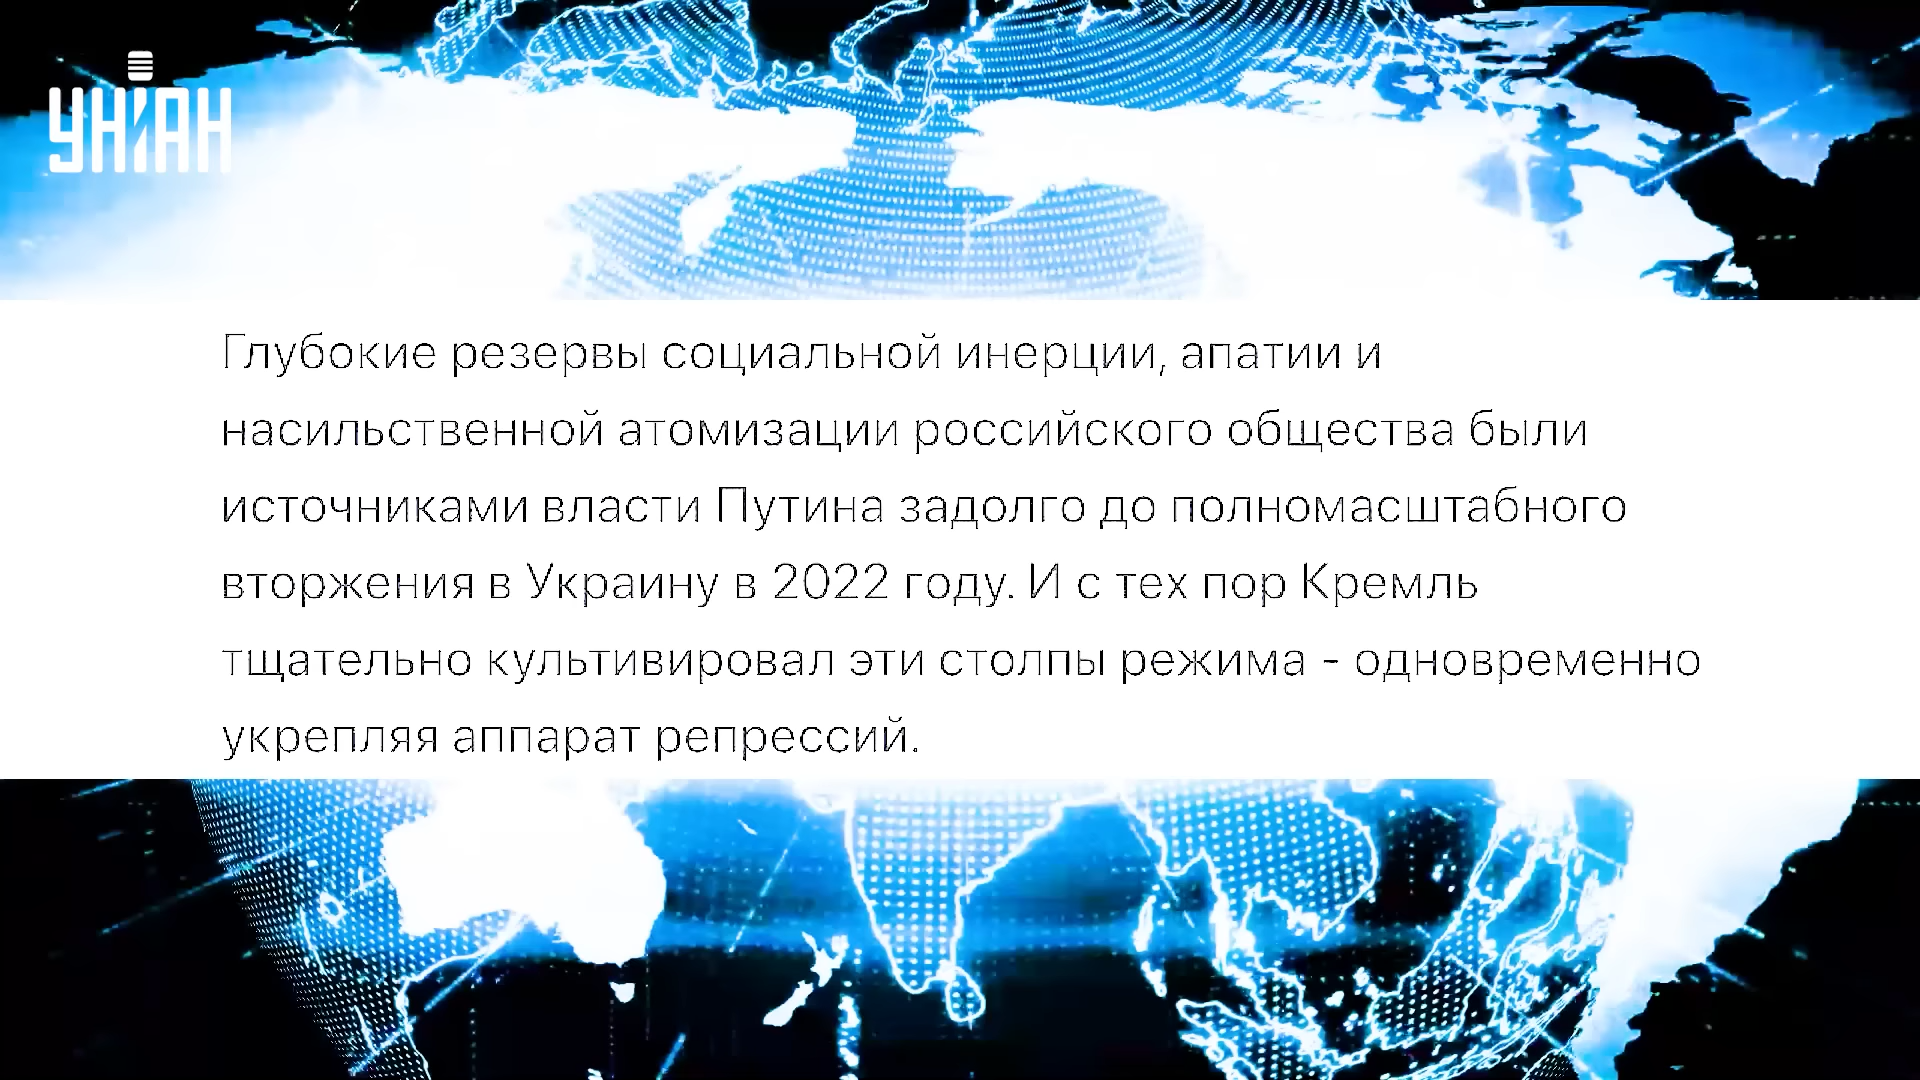 УНІАН
Глубокие резервы социальной инерции, апатии и
насильственной атомизации российского общества были
источниками власти Путина задолго до полномасштабного
вторжения в Украину в 2022 году. И с тех пор Кремль
тщательно культивировал эти столпы режима - одновременно
укрепляя аппарат репрессий.